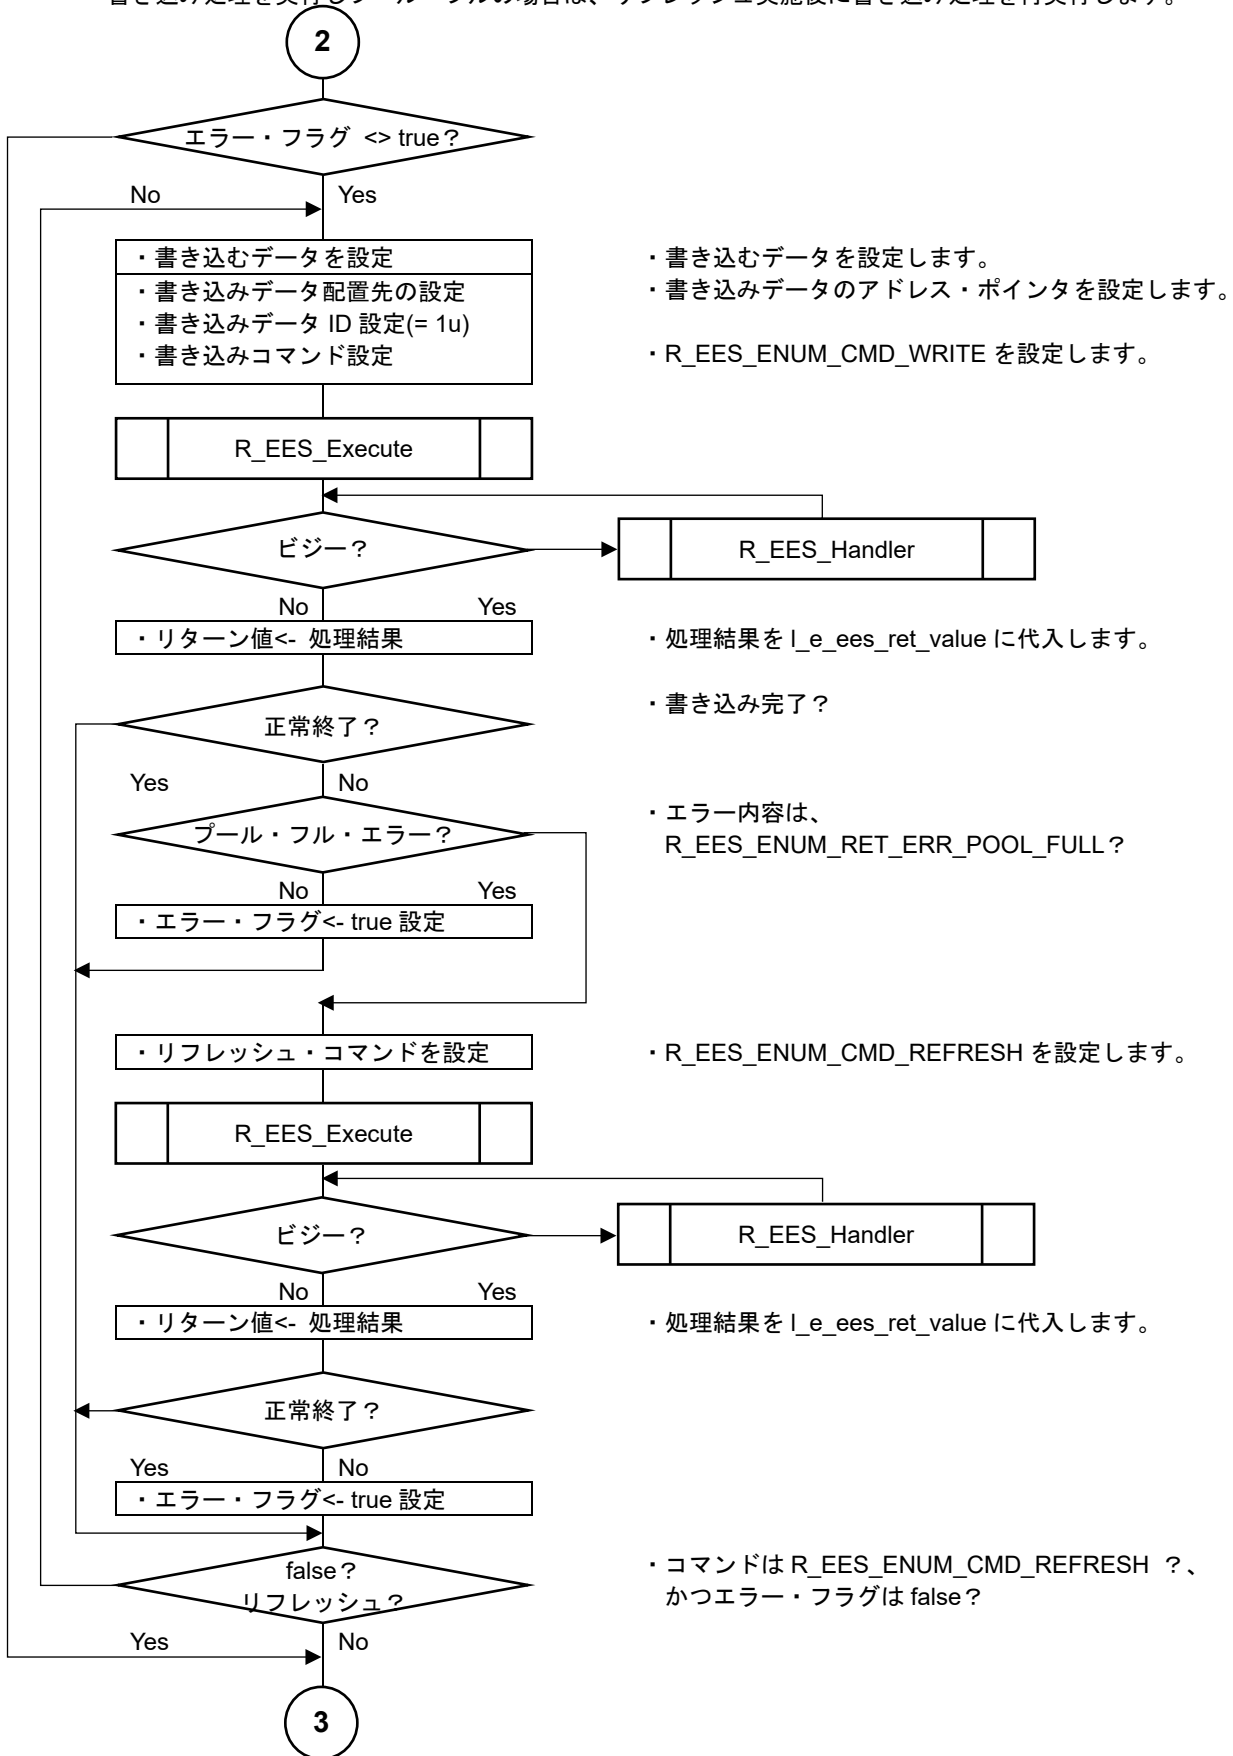 書き込み処理を実行しプール・フルの場合は、リフレッシュ実施後に書き込み処理を再実行します。
2
エラー・フラグ <> true？
No Yes
・書き込むデータを設定 ・書き込むデータを設定します。
・書き込みデータ配置先の設定 ・書き込みデータのアドレス・ポインタを設定します。
・書き込みデータ ID 設定(= 1u)
・書き込みコマンド設定 ・R_EES_ENUM_CMD_WRITE を設定します。
R_EES_Execute
ビジー？ R_EES_Handler
No Yes
・リターン値<- 処理結果 ・処理結果を l_e_ees_ret_value に代入します。
・書き込み完了？
正常終了？
Yes No
・エラー内容は、
プール・フル・エラー？
R_EES_ENUM_RET_ERR_POOL_FULL？
No Yes
・エラー・フラグ<- true 設定
・リフレッシュ・コマンドを設定 ・R_EES_ENUM_CMD_REFRESH を設定します。
R_EES_Execute
ビジー？ R_EES_Handler
No Yes
・リターン値<- 処理結果 ・処理結果を l_e_ees_ret_value に代入します。
正常終了？
Yes No
・エラー・フラグ<- true 設定
false？ ・コマンドは R_EES_ENUM_CMD_REFRESH ？、
リフレッシュ？ かつエラー・フラグは false？
Yes No
3